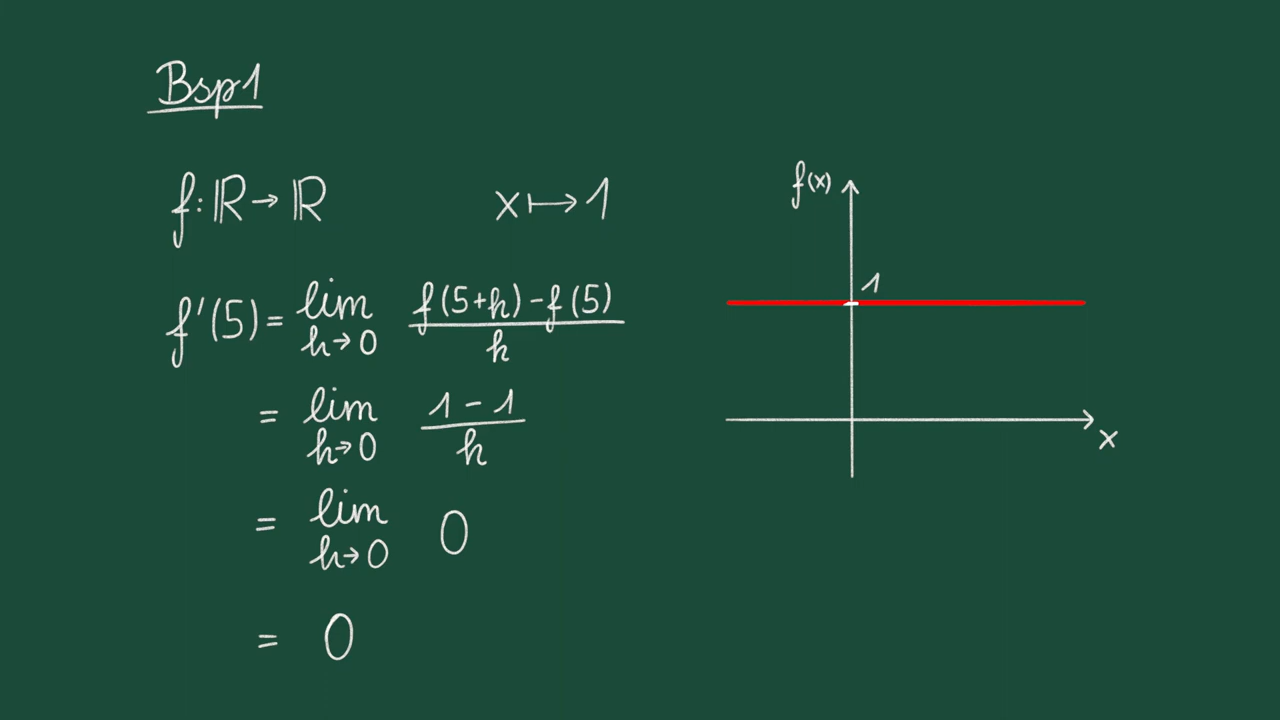 Bsp1
f: ℝ → ℝ x ↦ 1
f'(5) = lim h→0 (f(5+h) - f(5))/h
= lim h→0 (1 - 1)/h
= lim h→0 0
= 0
f(x)
1
x